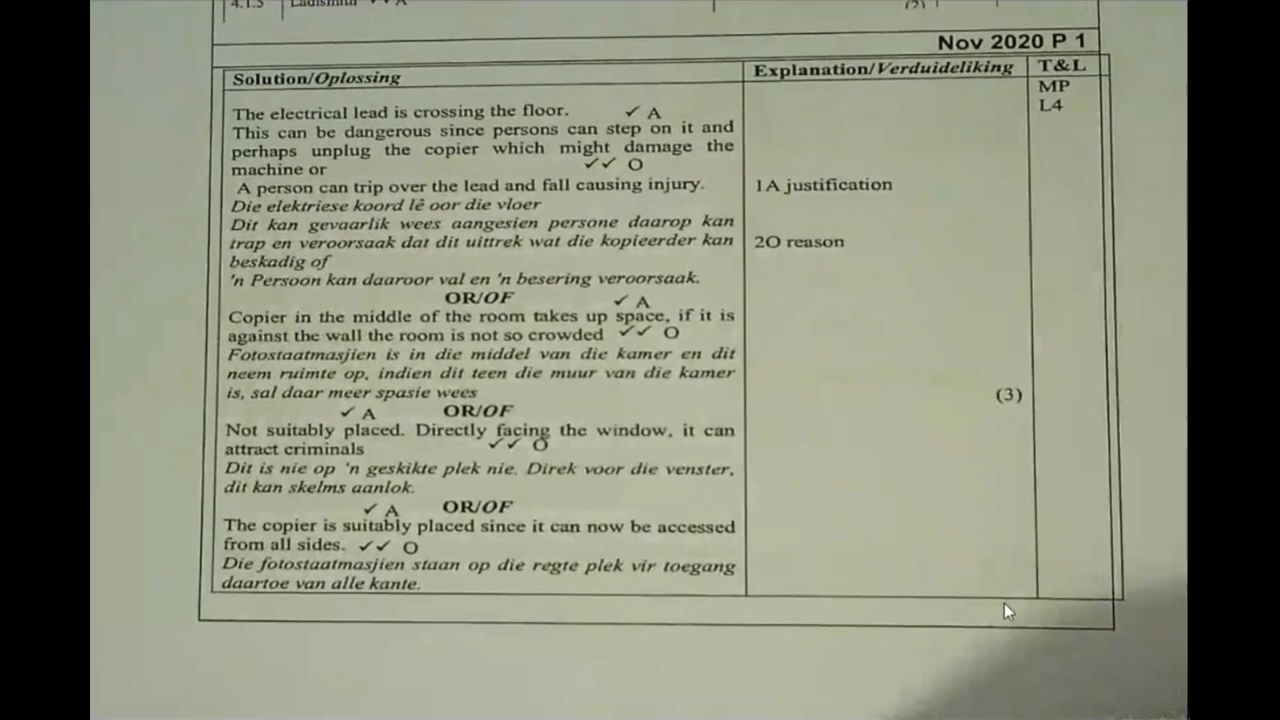 4.1.3 Ladismith ✓✓A (2)
Nov 2020 P 1
Solution/Oplossing Explanation/Verduideliking T&L
MP
L4
The electrical lead is crossing the floor. ✓ A
This can be dangerous since persons can step on it and
perhaps unplug the copier which might damage the
machine or ✓✓ O
A person can trip over the lead and fall causing injury. 1A justification
Die elektriese koord lê oor die vloer
Dit kan gevaarlik wees aangesien persone daarop kan
trap en veroorsaak dat dit uittrek wat die kopieerder kan 2O reason
beskadig of
'n Persoon kan daaroor val en 'n besering veroorsaak.
OR/OF ✓ A
Copier in the middle of the room takes up space, if it is
against the wall the room is not so crowded ✓✓ O
Fotostaatmasjien is in die middel van die kamer en dit
neem ruimte op, indien dit teen die muur van die kamer
is, sal daar meer spasie wees (3)
✓ A OR/OF
Not suitably placed. Directly facing the window, it can
attract criminals ✓✓ O
Dit is nie op 'n geskikte plek nie. Direk voor die venster,
dit kan skelms aanlok.
✓ A OR/OF
The copier is suitably placed since it can now be accessed
from all sides. ✓✓ O
Die fotostaatmasjien staan op die regte plek vir toegang
daartoe van alle kante.